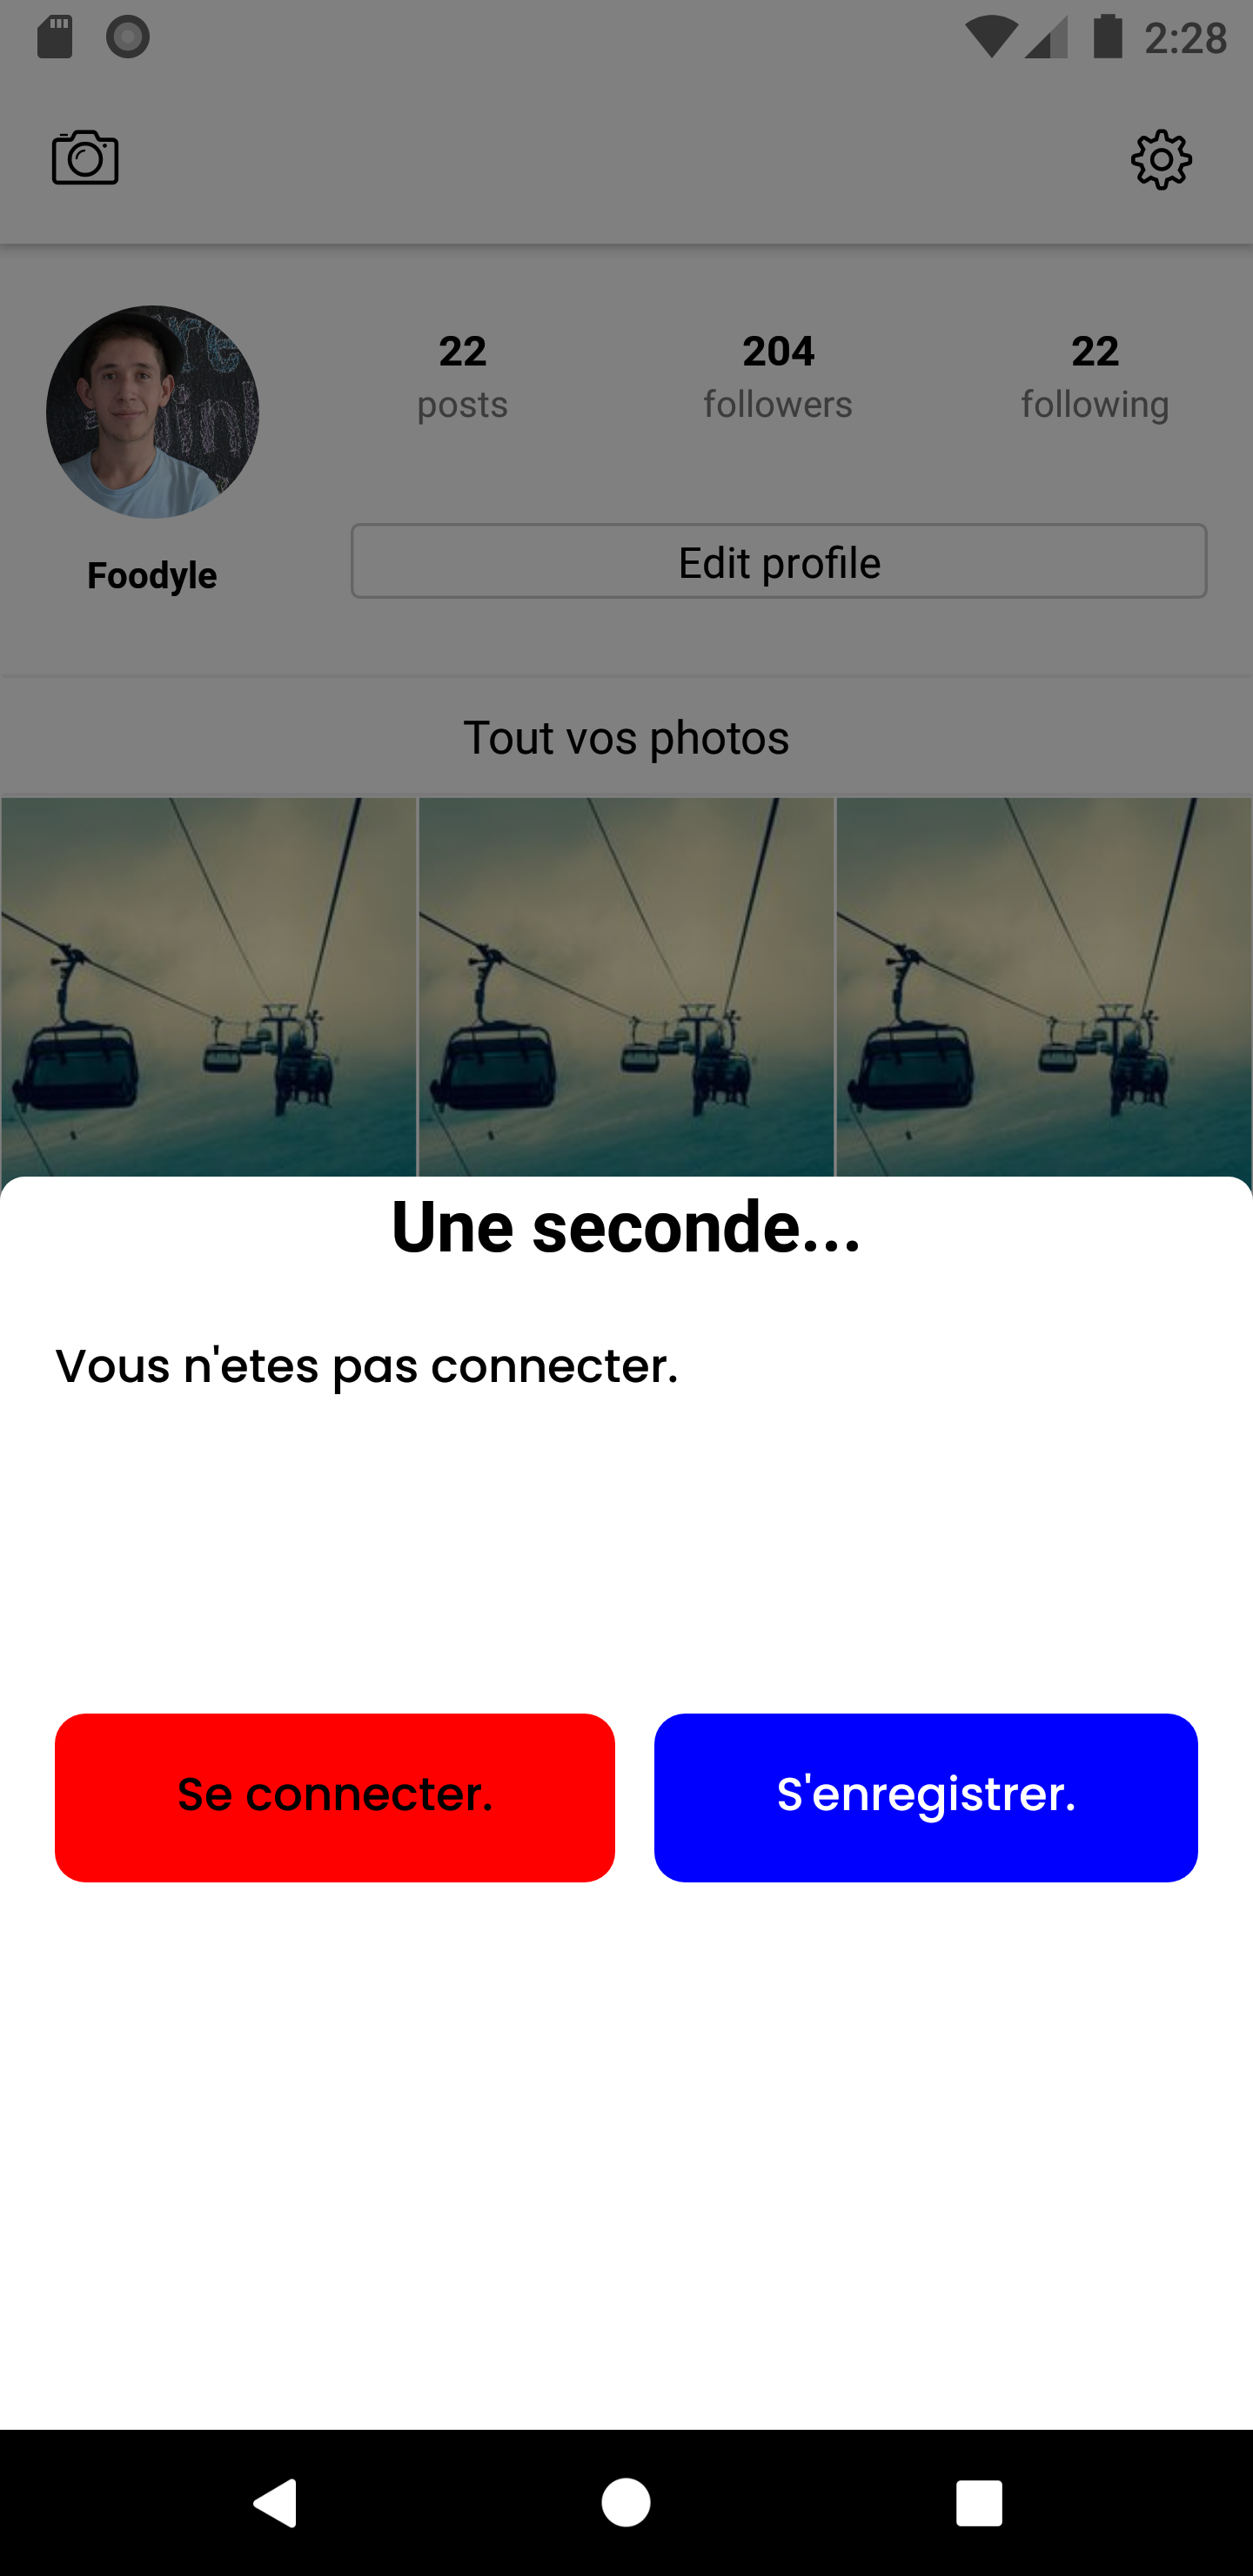 2:28
22 204 22
posts followers following
Edit profile
Foodyle
Tout vos photos
Une seconde...
Vous n'etes pas connecter.
Se connecter. S'enregistrer.